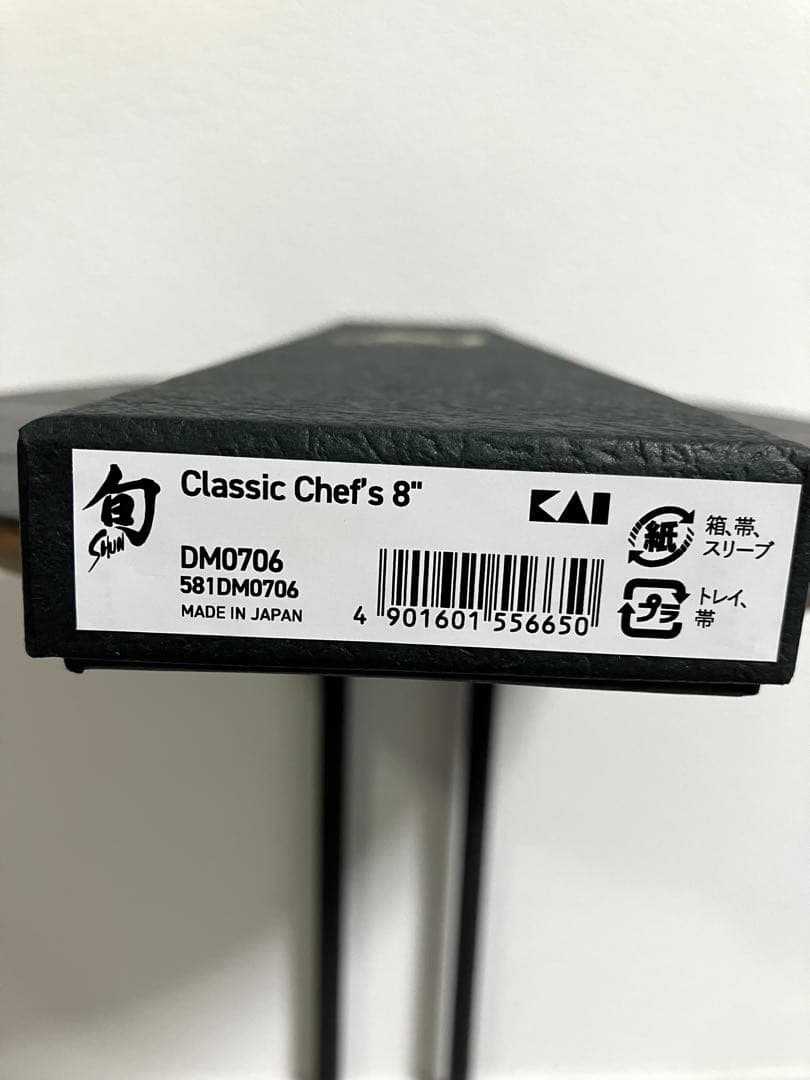 旬
SHUN
Classic Chef's 8"
DM0706
581DM0706
MADE IN JAPAN
KAI
4 901601 556650
紙
箱、帯、
スリーブ
プラ
トレイ、
帯